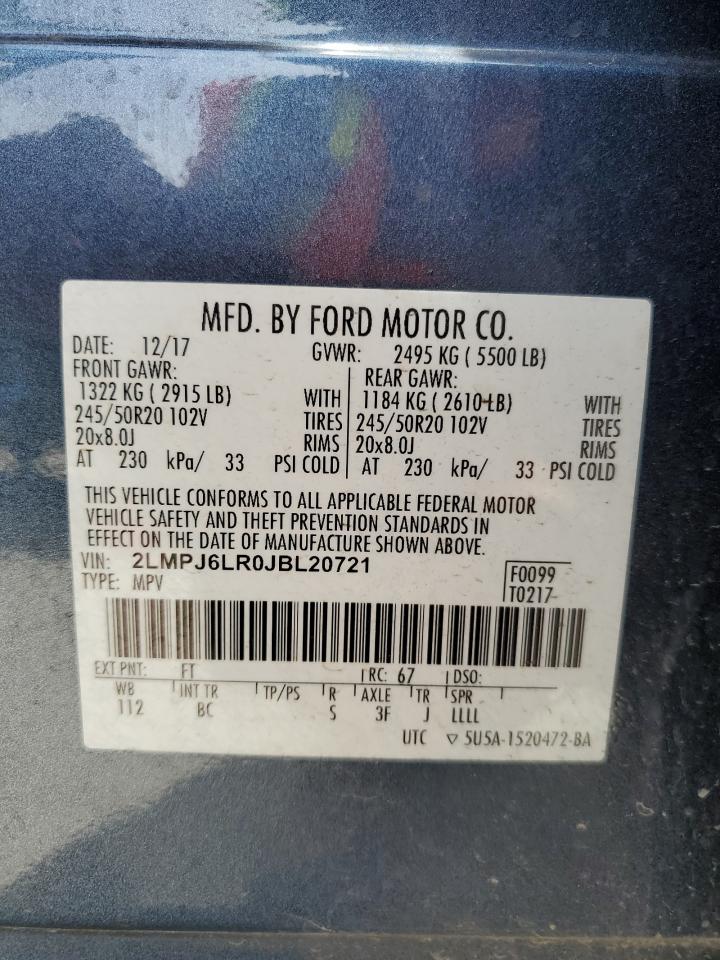 MFD. BY FORD MOTOR CO.
DATE: 12/17 GVWR: 2495 KG ( 5500 LB)
FRONT GAWR: REAR GAWR:
1322 KG ( 2915 LB) WITH 1184 KG ( 2610 LB) WITH
245/50R20 102V TIRES 245/50R20 102V TIRES
20x8.0J RIMS 20x8.0J RIMS
AT 230 kPa/ 33 PSI COLD AT 230 kPa/ 33 PSI COLD
THIS VEHICLE CONFORMS TO ALL APPLICABLE FEDERAL MOTOR
VEHICLE SAFETY AND THEFT PREVENTION STANDARDS IN
EFFECT ON THE DATE OF MANUFACTURE SHOWN ABOVE.
VIN: 2LMPJ6LR0JBL20721 F0099
TYPE: MPV T0217
EXT PNT: FT RC: 67 DSO:
WB INT TR TP/PS R AXLE TR SPR
112 BC S 3F J LLLL
UTC ▽ 5U5A-1520472-BA